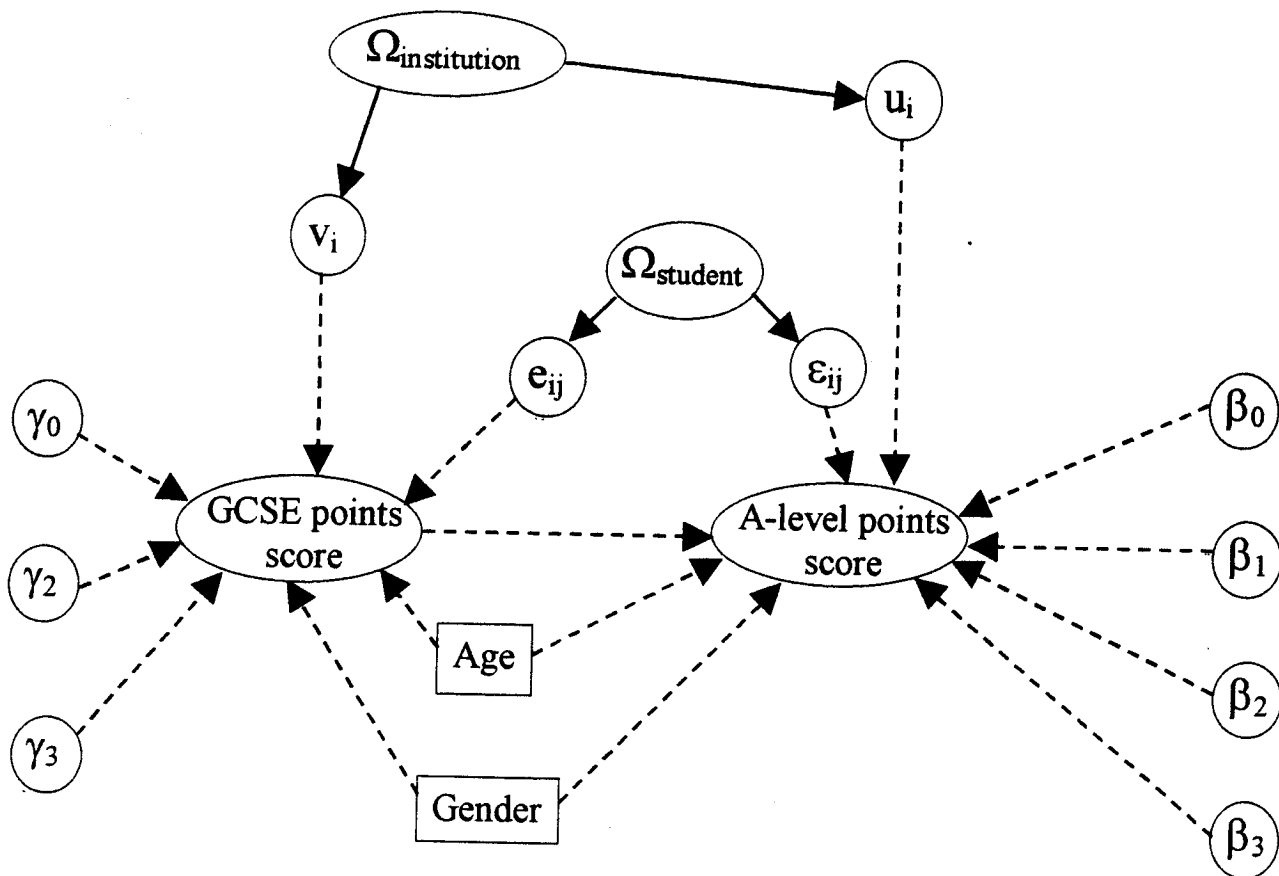 Ωinstitution
ui
vi
Ωstudent
eij
εij
γ0
β0
GCSE points
score
A-level points
score
β1
γ2
Age
β2
γ3
Gender
β3